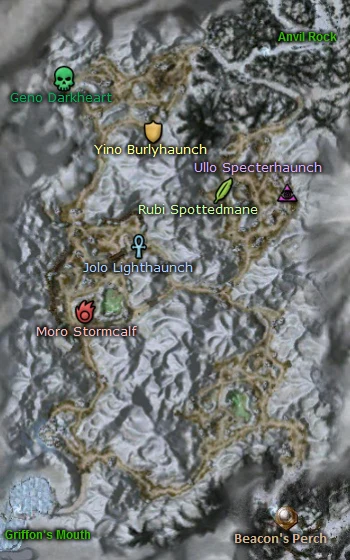 Anvil Rock
Geno Darkheart
Yino Burlyhaunch
Ullo Specterhaunch
Rubi Spottedmane
Jolo Lighthaunch
Moro Stormcalf
Griffon's Mouth
Beacon's Perch